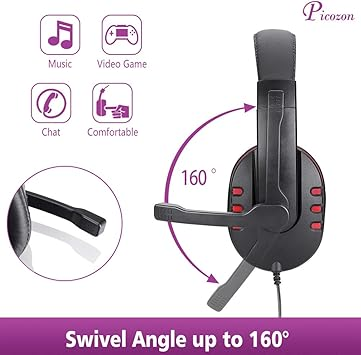 Picozon
Music
Video Game
Chat
Comfortable
160°
Swivel Angle up to 160°